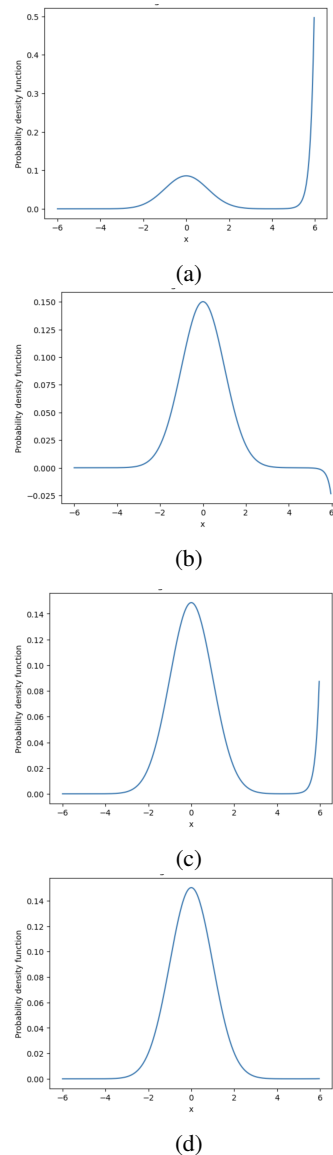 0.5
0.4
0.3
0.2
0.1
0.0
Probability density function
−6 −4 −2 0 2 4 6
x
(a)
0.150
0.125
0.100
0.075
0.050
0.025
0.000
−0.025
Probability density function
−6 −4 −2 0 2 4 6
x
(b)
0.14
0.12
0.10
0.08
0.06
0.04
0.02
0.00
Probability density function
−6 −4 −2 0 2 4 6
x
(c)
0.14
0.12
0.10
0.08
0.06
0.04
0.02
0.00
Probability density function
−6 −4 −2 0 2 4 6
x
(d)